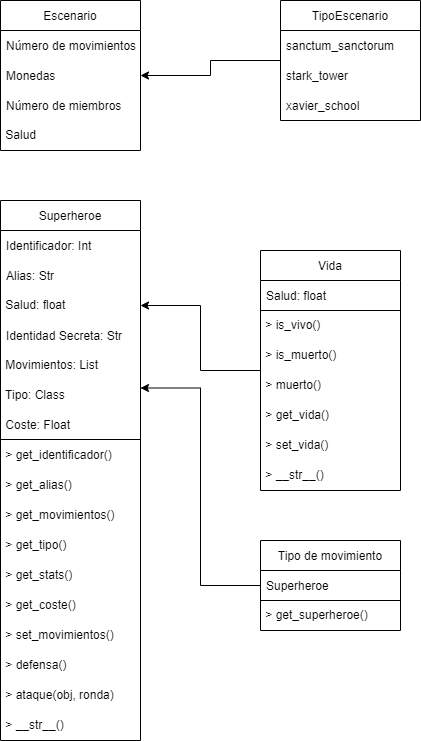 Escenario
Número de movimientos
Monedas
Número de miembros
Salud
TipoEscenario
sanctum_sanctorum
stark_tower
xavier_school
Superheroe
Identificador: Int
Alias: Str
Salud: float
Identidad Secreta: Str
Movimientos: List
Tipo: Class
Coste: Float
> get_identificador()
> get_alias()
> get_movimientos()
> get_tipo()
> get_stats()
> get_coste()
> set_movimientos()
> defensa()
> ataque(obj, ronda)
> __str__()
Vida
Salud: float
> is_vivo()
> is_muerto()
> muerto()
> get_vida()
> set_vida()
> __str__()
Tipo de movimiento
Superheroe
> get_superheroe()